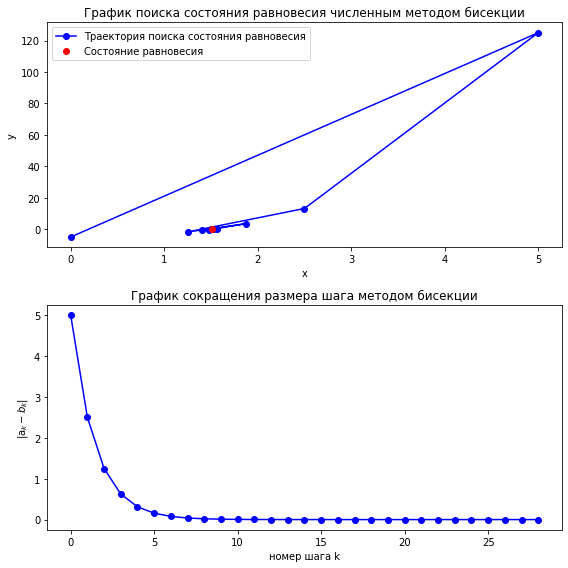 График поиска состояния равновесия численным методом бисекции
Траектория поиска состояния равновесия
Состояние равновесия
120
100
80
60
40
20
0
y
0 1 2 3 4 5
x
График сокращения размера шага методом бисекции
5
4
3
2
1
0
|a_k − b_k|
0 5 10 15 20 25
номер шага k